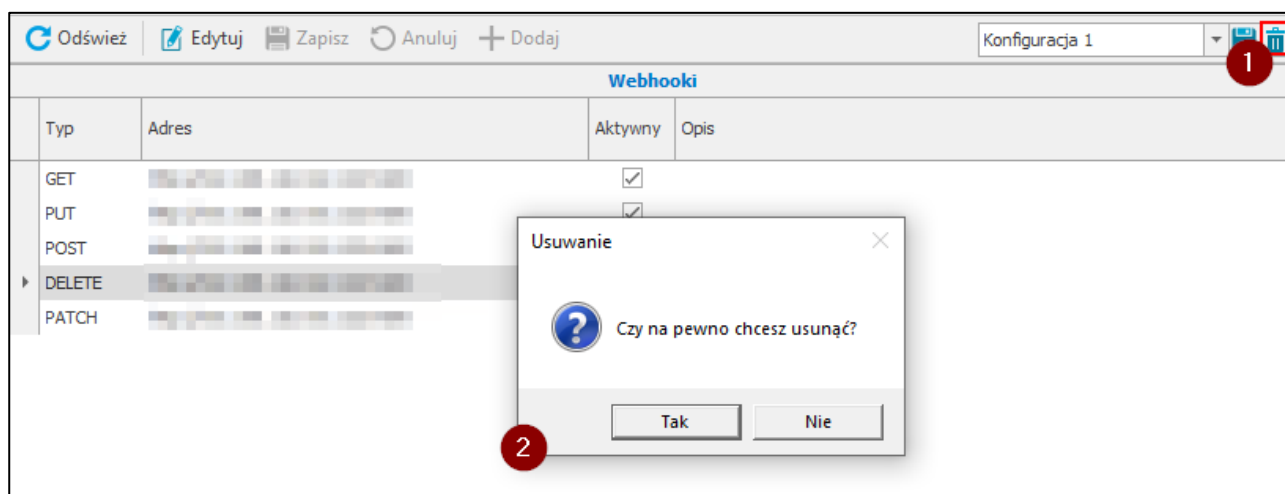 Odśwież Edytuj Zapisz Anuluj Dodaj Konfiguracja 1
1
Webhooki
Typ Adres Aktywny Opis
GET
PUT
POST
DELETE
PATCH
Usuwanie
Czy na pewno chcesz usunąć?
Tak Nie
2